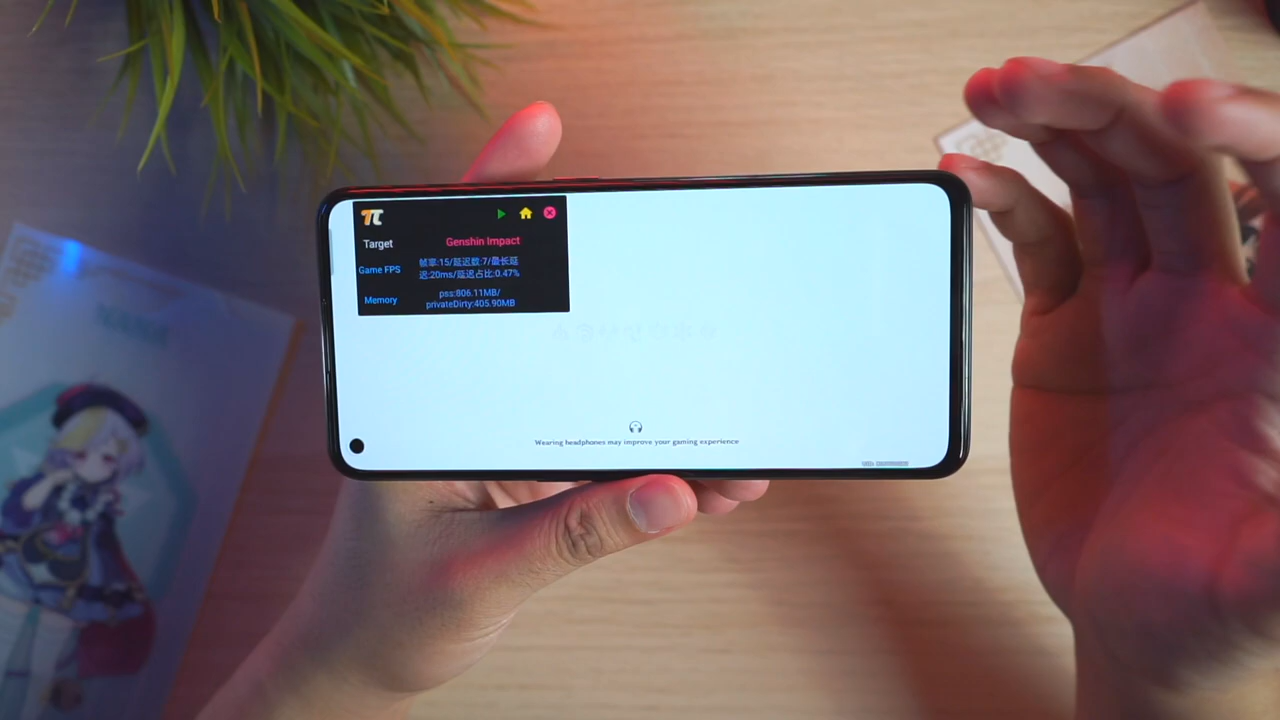 Target
Genshin Impact
Game FPS
帧率:15/延迟数:7/最长延
迟:20ms/延迟占比:0.47%
Memory
pss:806.11MB/
privateDirty:405.90MB
Wearing headphones may improve your gaming experience